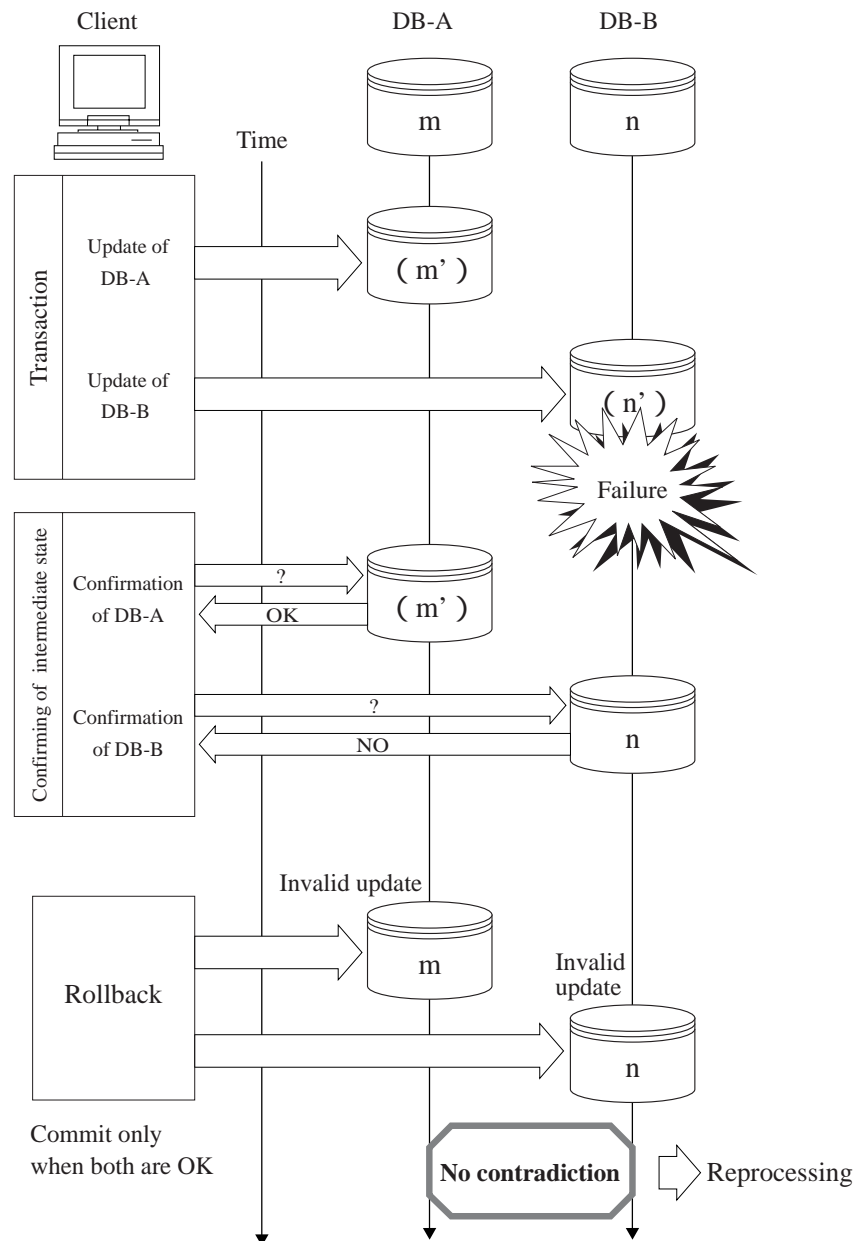 Client
DB-A
DB-B
m
n
Time
Transaction
Update of
DB-A
( m’ )
Update of
DB-B
( n’ )
Failure
Confirming of intermediate state
Confirmation
of DB-A
?
OK
( m’ )
Confirmation
of DB-B
?
NO
n
Invalid update
Rollback
m
Invalid
update
n
Commit only
when both are OK
No contradiction
Reprocessing